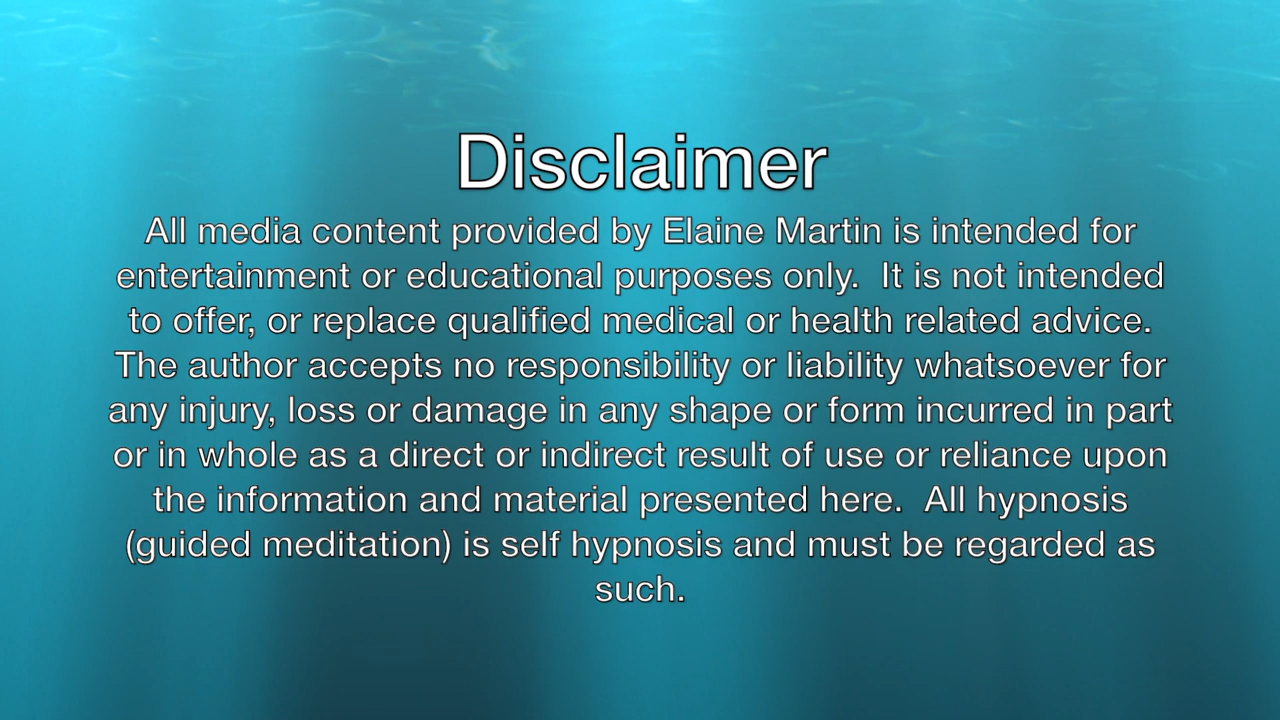 Disclaimer
All media content provided by Elaine Martin is intended for
entertainment or educational purposes only.  It is not intended
to offer, or replace qualified medical or health related advice.
The author accepts no responsibility or liability whatsoever for
any injury, loss or damage in any shape or form incurred in part
or in whole as a direct or indirect result of use or reliance upon
the information and material presented here.  All hypnosis
(guided meditation) is self hypnosis and must be regarded as
such.